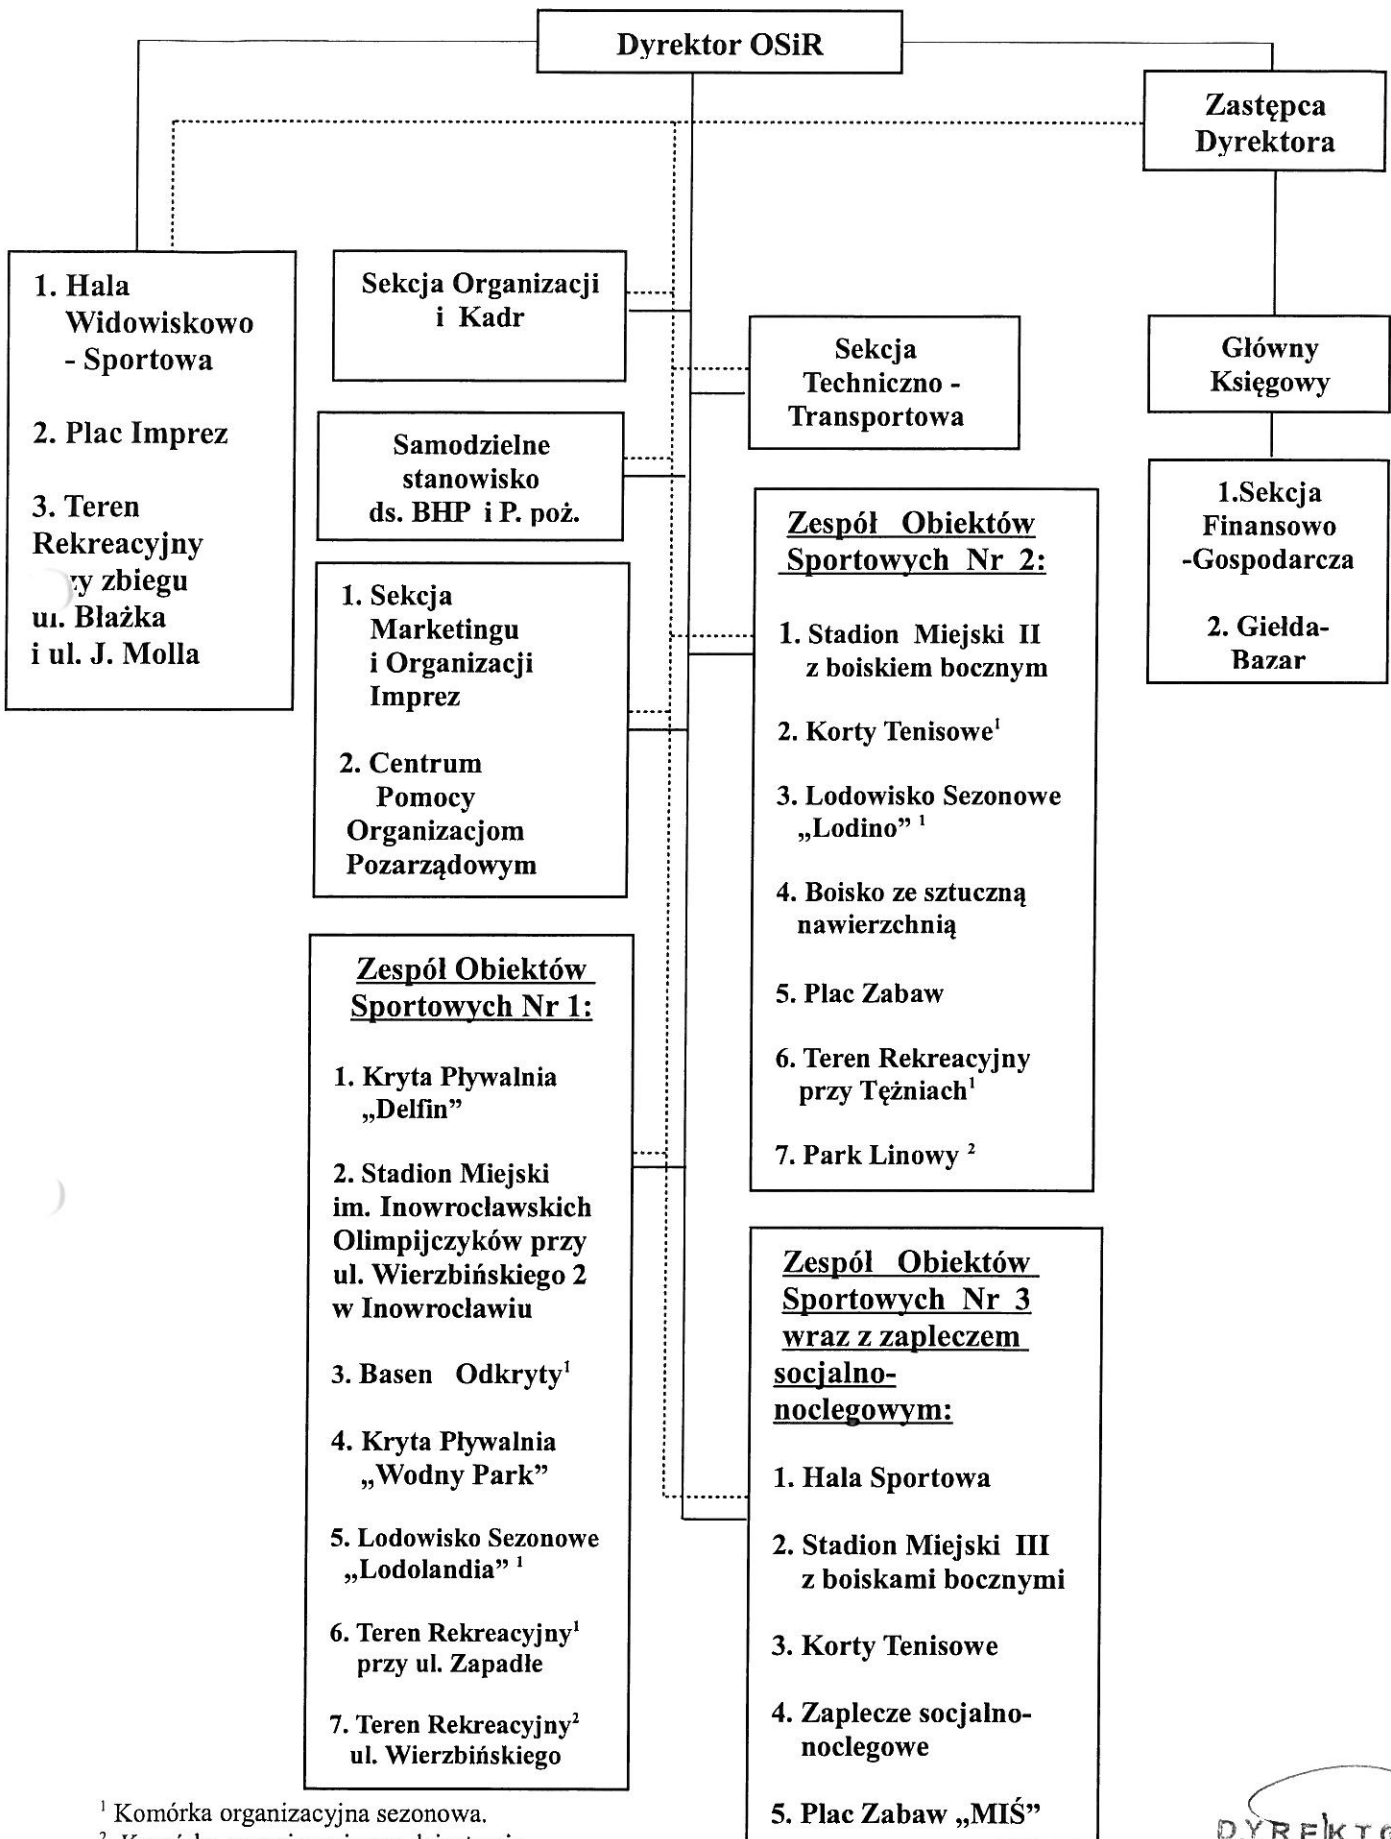 Dyrektor OSiR
Zastępca
Dyrektora
1. Hala
Widowiskowo
- Sportowa
2. Plac Imprez
3. Teren
Rekreacyjny
zbiegu
ul. Błażka
i ul. J. Molla
Sekcja Organizacji
i Kadr
Samodzielne
stanowisko
ds. BHP i P. poż.
1. Sekcja
Marketingu
i Organizacji
Imprez
2. Centrum
Pomocy
Organizacjom
Pozarządowym
Zespół Obiektów
Sportowych Nr 1:
1. Kryta Pływalnia
„Delfin”
2. Stadion Miejski
im. Inowrocławskich
Olimpijczyków przy
ul. Wierzbińskiego 2
w Inowrocławiu
3. Basen Odkryty¹
4. Kryta Pływalnia
„Wodny Park”
5. Lodowisko Sezonowe
„Lodolandia” ¹
6. Teren Rekreacyjny¹
przy ul. Zapadłe
7. Teren Rekreacyjny²
ul. Wierzbińskiego
Sekcja
Techniczno -
Transportowa
Zespół Obiektów
Sportowych Nr 2:
1. Stadion Miejski II
z boiskiem bocznym
2. Korty Tenisowe¹
3. Lodowisko Sezonowe
„Lodino” ¹
4. Boisko ze sztuczną
nawierzchnią
5. Plac Zabaw
6. Teren Rekreacyjny
przy Tężniach¹
7. Park Linowy ²
Zespół Obiektów
Sportowych Nr 3
wraz z zapleczem
socjalno-
noclegowym:
1. Hala Sportowa
2. Stadion Miejski III
z boiskami bocznymi
3. Korty Tenisowe
4. Zaplecze socjalno-
noclegowe
5. Plac Zabaw „MIŚ”
Główny
Księgowy
1.Sekcja
Finansowo
-Gospodarcza
2. Giełda-
Bazar
¹ Komórka organizacyjna sezonowa.